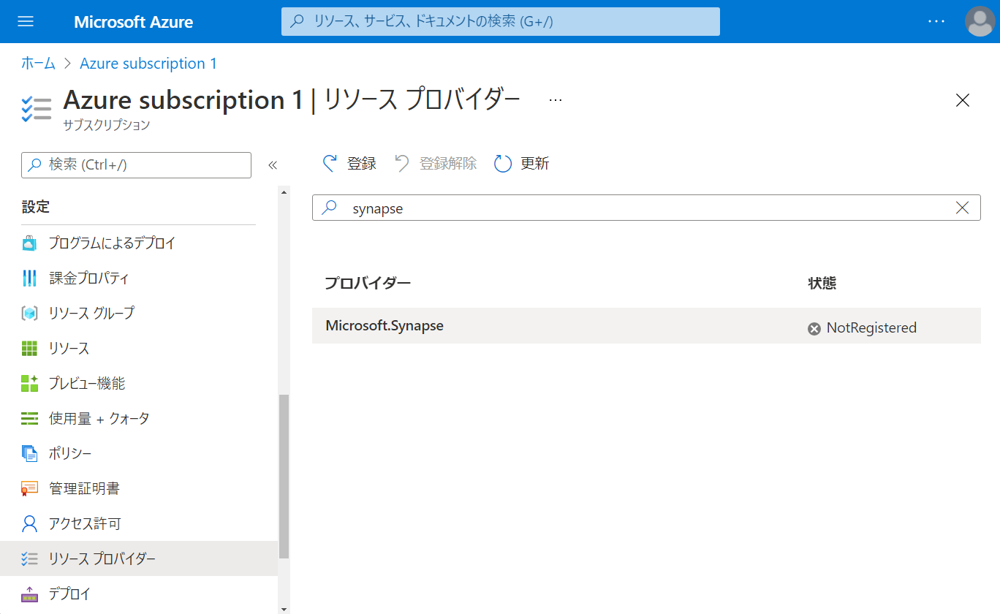 Microsoft Azure
リソース、サービス、ドキュメントの検索 (G+/)
ホーム > Azure subscription 1
Azure subscription 1 | リソース プロバイダー ...
サブスクリプション
検索 (Ctrl+/)
登録 登録解除 更新
synapse
設定
プログラムによるデプロイ
課金プロパティ
リソース グループ
リソース
プレビュー機能
使用量 + クォータ
ポリシー
管理証明書
アクセス許可
リソース プロバイダー
デプロイ
プロバイダー 状態
Microsoft.Synapse NotRegistered